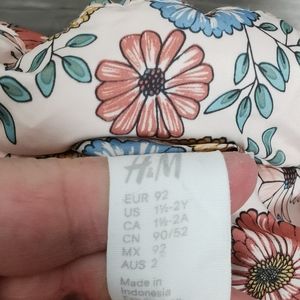 H&M
EUR 92
US 1½-2Y
CA 1½-2A
CN 90/52
MX 92
AUS 2
Made in
Indonesia